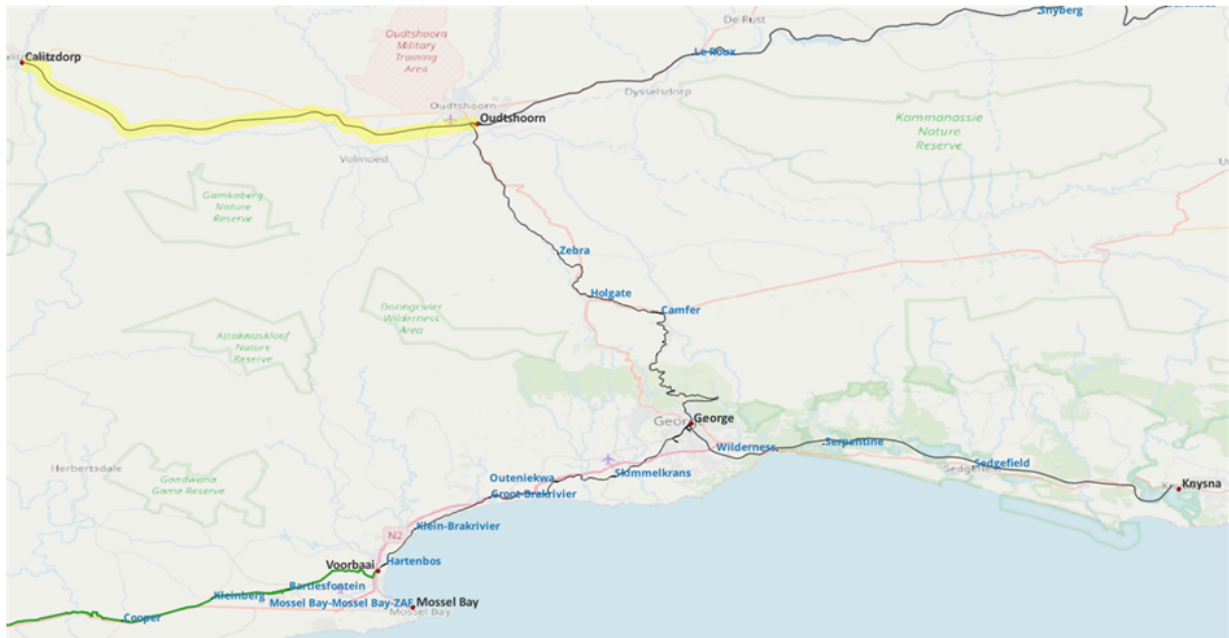 De Rust
Snyberg
Oudtshoorn
Military
Training
Area
Calitzdorp
Le Roux
Oudtshoorn
Dysselsdorp
Oudtshoorn
Kammanassie
Nature
Reserve
Volmoed
Gamkaberg
Nature
Reserve
Zebra
Holgate
Camfer
Doringrivier
Wilderness
Area
Attakwaskloof
Nature
Reserve
George
George
Wilderness
Serpentine
Herbertsdale
Sedgefield
Sedgefield
Gondwana
Game Reserve
Outeniekwa
Skimmelkrans
Knysna
Groot-Brakrivier
N2
Klein-Brakrivier
Voorbaai
Hartenbos
Bartlesfontein
Kleinberg
Mossel Bay-Mossel Bay-ZAF
Mossel Bay
Mossel Bay
Cooper